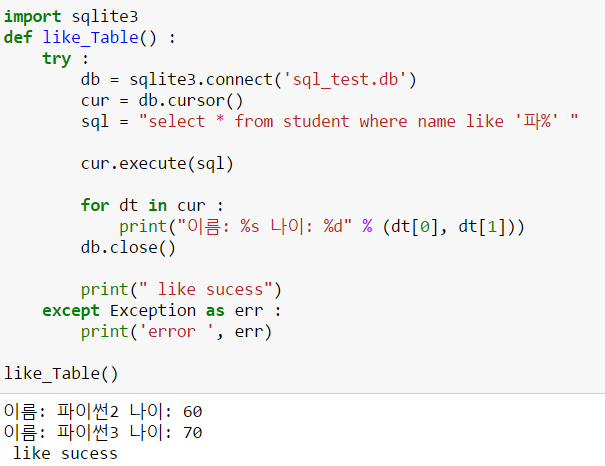 import sqlite3
def like_Table() :
    try :
        db = sqlite3.connect('sql_test.db')
        cur = db.cursor()
        sql = "select * from student where name like '파%' "

        cur.execute(sql)

        for dt in cur :
            print("이름: %s 나이: %d" % (dt[0], dt[1]))
        db.close()

        print(" like sucess")
    except Exception as err :
        print('error ', err)

like_Table()
이름: 파이썬2 나이: 60
이름: 파이썬3 나이: 70
 like sucess